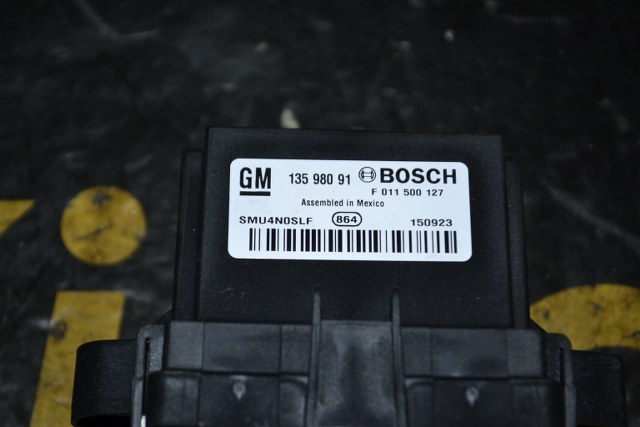 GM 135 980 91 BOSCH
F 011 500 127
Assembled in Mexico
SMU4N0SLF 864 150923